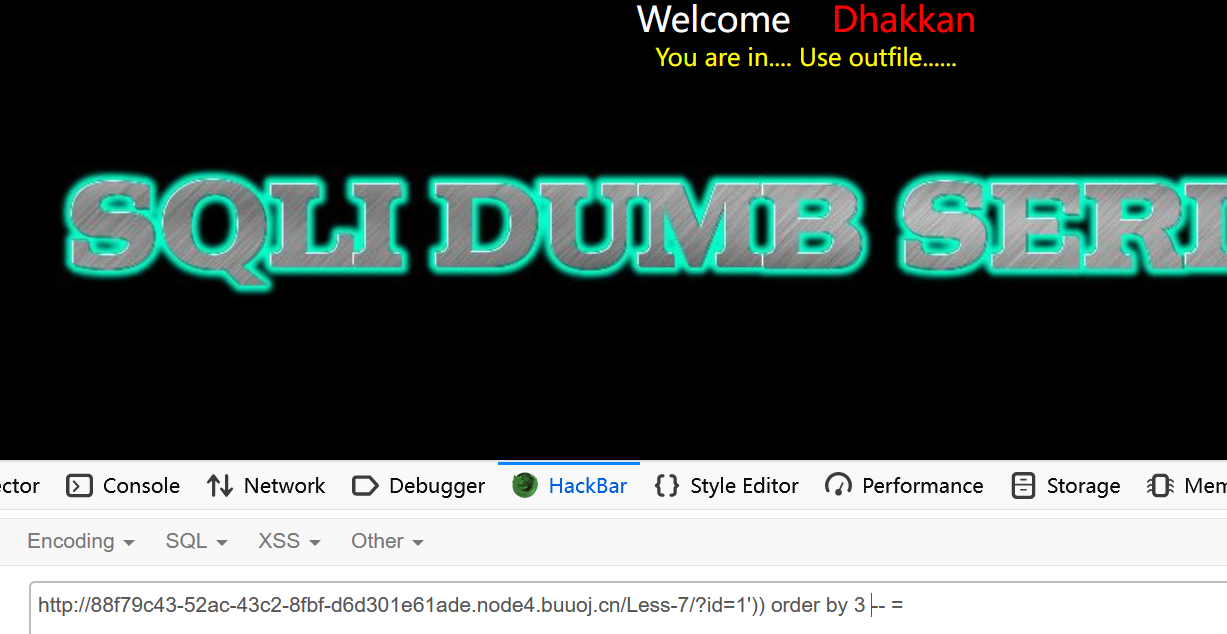 Welcome Dhakkan
You are in.... Use outfile......
SQLI DUMB SERI
ector Console Network Debugger HackBar Style Editor Performance Storage Mem
Encoding SQL XSS Other
http://88f79c43-52ac-43c2-8fbf-d6d301e61ade.node4.buuoj.cn/Less-7/?id=1')) order by 3 -- =